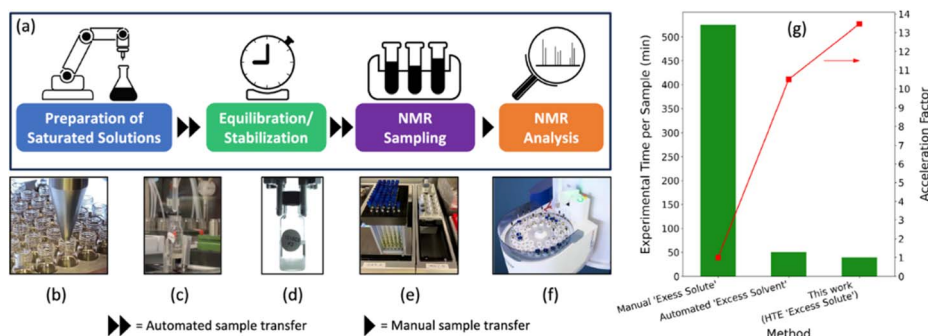 (a)
Preparation of
Saturated Solutions
Equilibration/
Stabilization
NMR
Sampling
NMR
Analysis
(b)
(c)
(d)
(e)
(f)
= Automated sample transfer
= Manual sample transfer
(g)
Experimental Time per Sample (min)
500
450
400
350
300
250
200
150
100
50
0
14
13
12
11
10
9
8
7
6
5
4
3
2
1
0
Acceleration Factor
Manual 'Exess Solute'
Automated 'Excess Solvent'
This work
(HTE 'Excess Solute')
Method